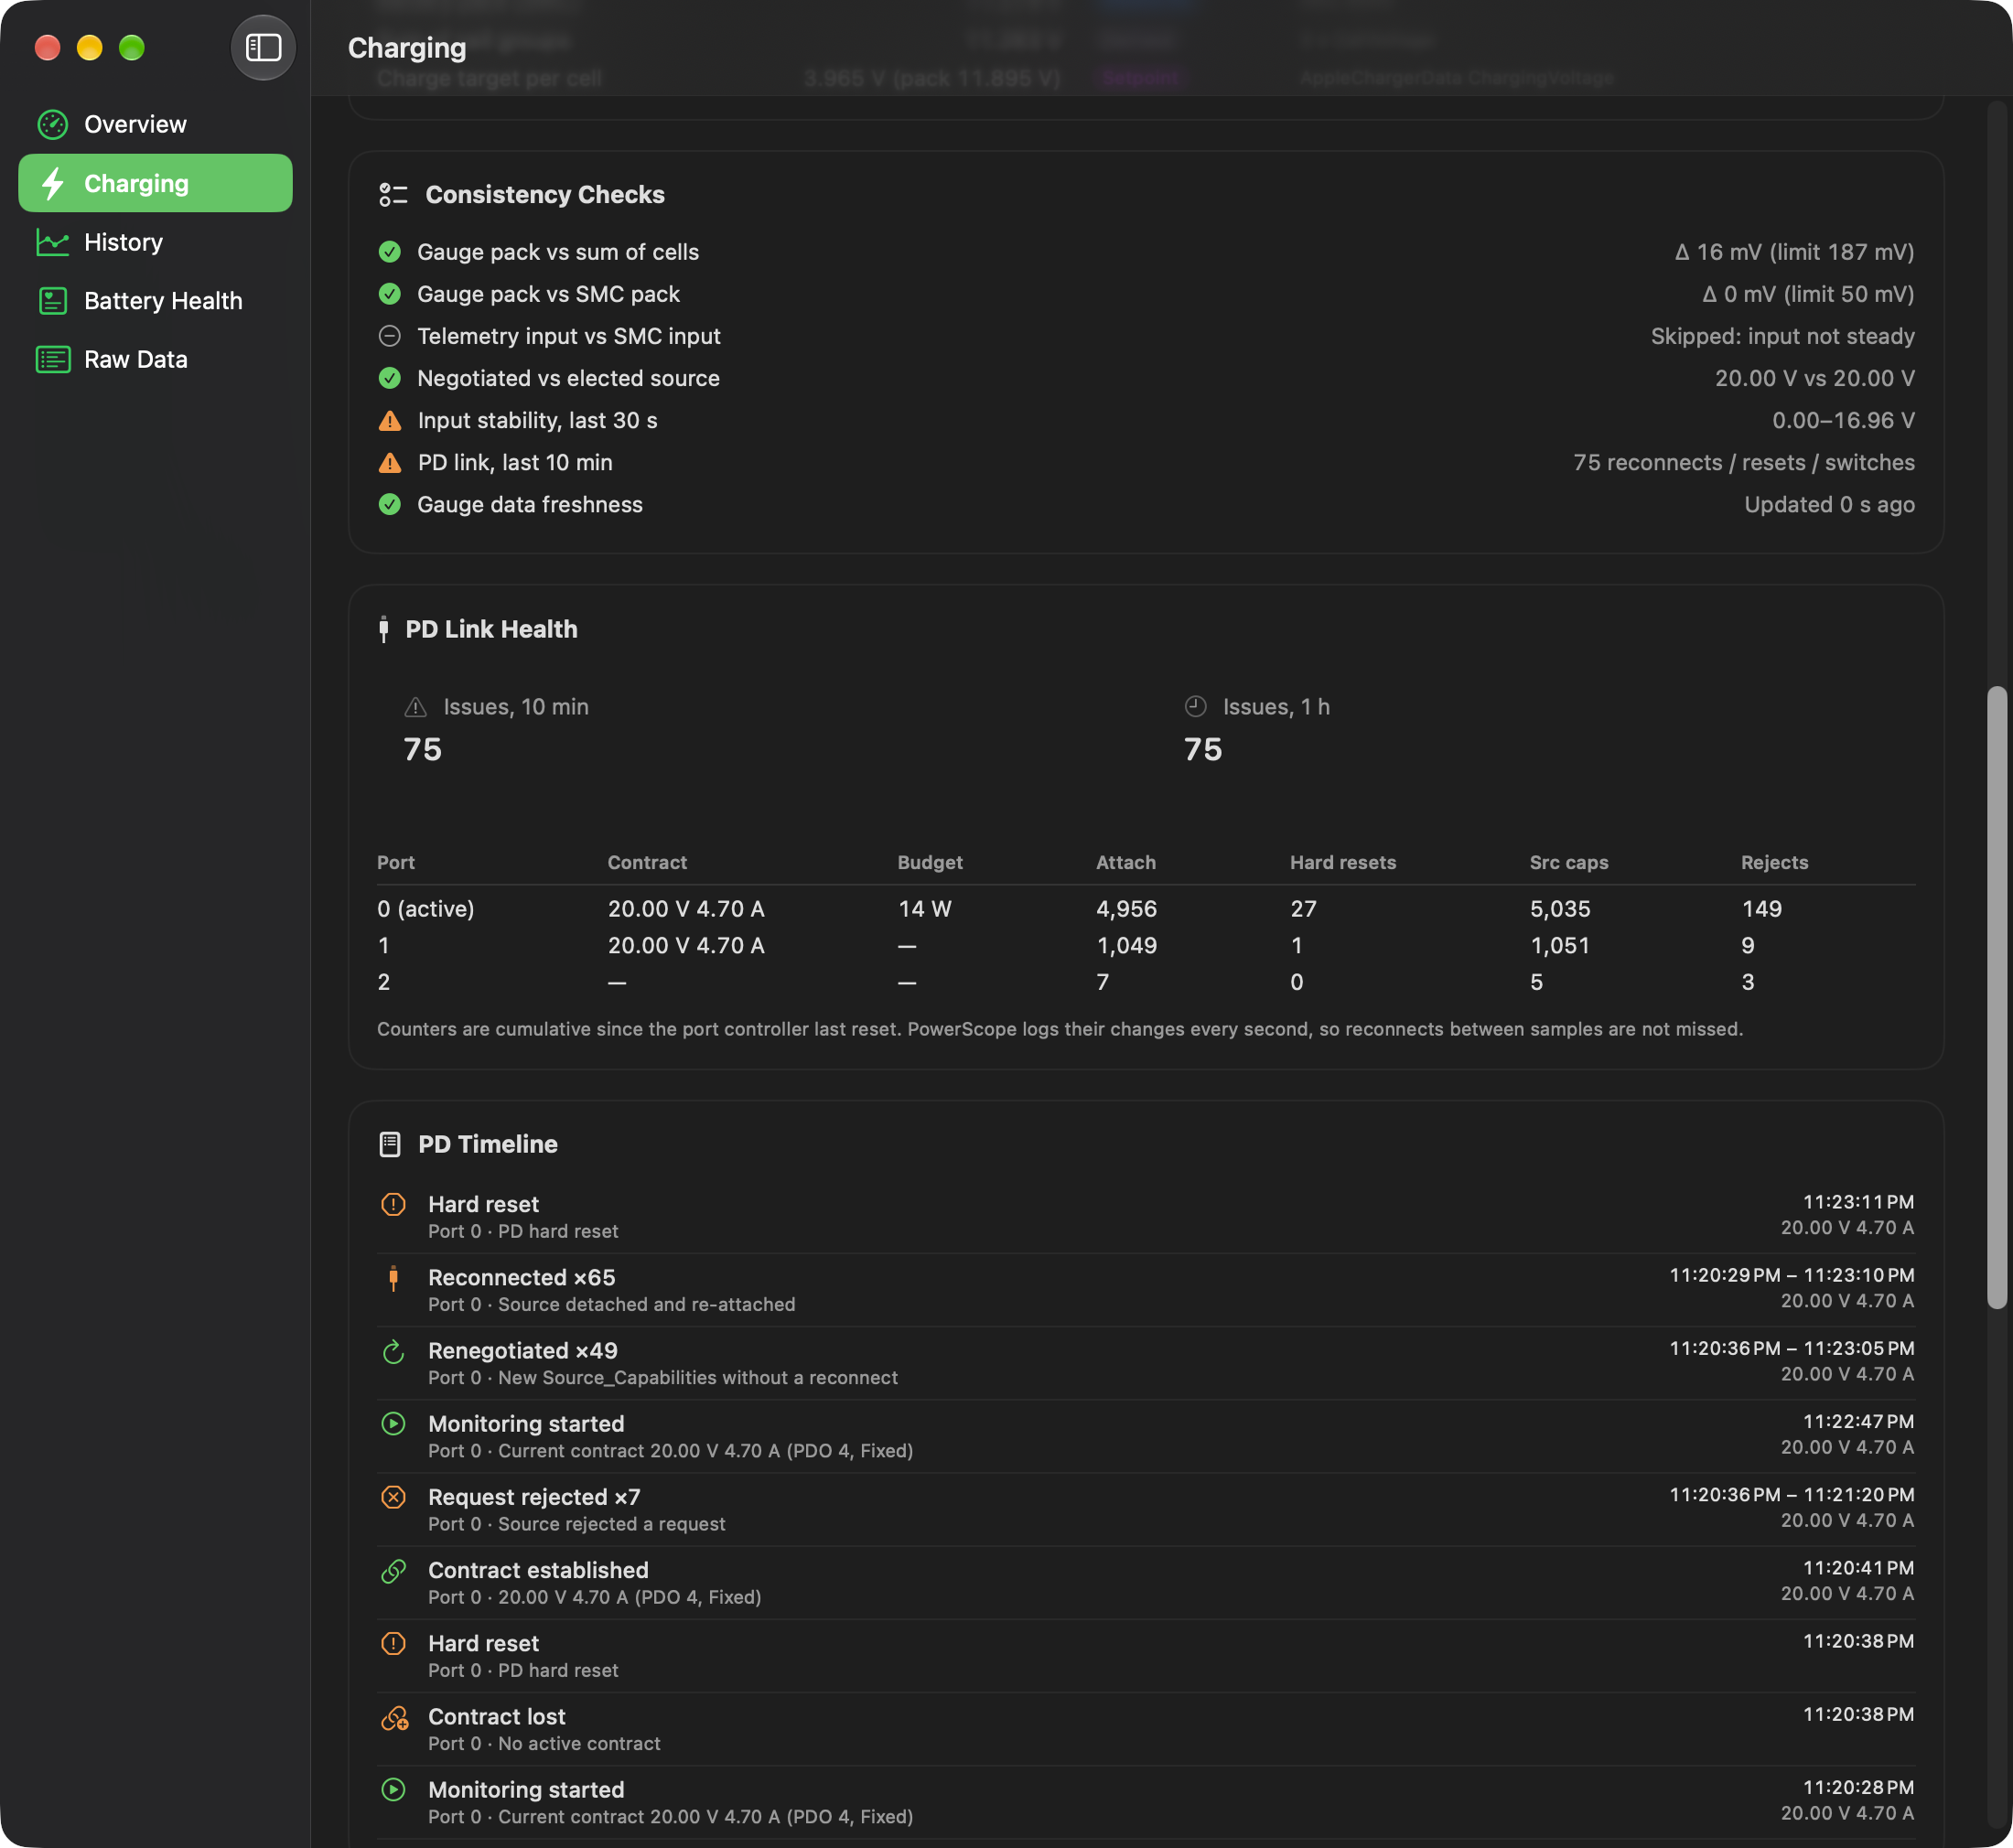 Charging
Charge target per cell 3.965 V (pack 11.895 V) Setpoint AppleChargerData ChargingVoltage
Overview
Charging
History
Battery Health
Raw Data
Consistency Checks
Gauge pack vs sum of cells Δ 16 mV (limit 187 mV)
Gauge pack vs SMC pack Δ 0 mV (limit 50 mV)
Telemetry input vs SMC input Skipped: input not steady
Negotiated vs elected source 20.00 V vs 20.00 V
Input stability, last 30 s 0.00–16.96 V
PD link, last 10 min 75 reconnects / resets / switches
Gauge data freshness Updated 0 s ago
PD Link Health
Issues, 10 min Issues, 1 h
75 75
Port Contract Budget Attach Hard resets Src caps Rejects
0 (active) 20.00 V 4.70 A 14 W 4,956 27 5,035 149
1 20.00 V 4.70 A — 1,049 1 1,051 9
2 — — 7 0 5 3
Counters are cumulative since the port controller last reset. PowerScope logs their changes every second, so reconnects between samples are not missed.
PD Timeline
Hard reset 11:23:11 PM
Port 0 · PD hard reset 20.00 V 4.70 A
Reconnected ×65 11:20:29 PM – 11:23:10 PM
Port 0 · Source detached and re-attached 20.00 V 4.70 A
Renegotiated ×49 11:20:36 PM – 11:23:05 PM
Port 0 · New Source_Capabilities without a reconnect 20.00 V 4.70 A
Monitoring started 11:22:47 PM
Port 0 · Current contract 20.00 V 4.70 A (PDO 4, Fixed) 20.00 V 4.70 A
Request rejected ×7 11:20:36 PM – 11:21:20 PM
Port 0 · Source rejected a request 20.00 V 4.70 A
Contract established 11:20:41 PM
Port 0 · 20.00 V 4.70 A (PDO 4, Fixed) 20.00 V 4.70 A
Hard reset 11:20:38 PM
Port 0 · PD hard reset
Contract lost 11:20:38 PM
Port 0 · No active contract
Monitoring started 11:20:28 PM
Port 0 · Current contract 20.00 V 4.70 A (PDO 4, Fixed) 20.00 V 4.70 A